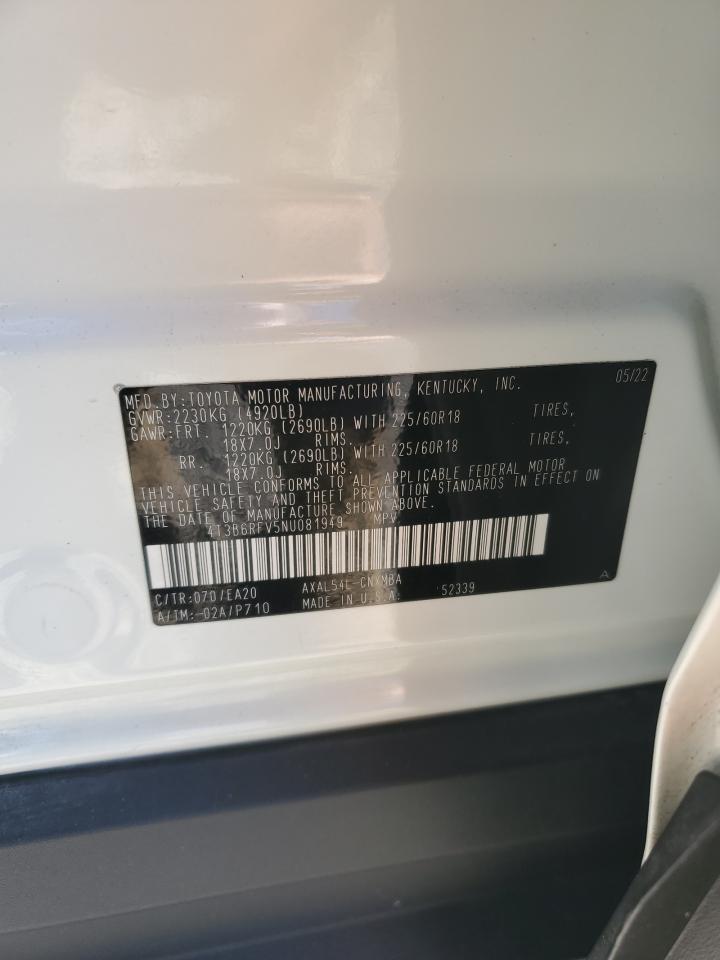 MFD.BY:TOYOTA MOTOR MANUFACTURING, KENTUCKY, INC. 05/22
GVWR:2230KG (4920LB)
GAWR:FRT. 1220KG (2690LB) WITH 225/60R18 TIRES,
18X7.0J RIMS.
RR. 1220KG (2690LB) WITH 225/60R18 TIRES,
18X7.0J RIMS.
THIS VEHICLE CONFORMS TO ALL APPLICABLE FEDERAL MOTOR
VEHICLE SAFETY AND THEFT PREVENTION STANDARDS IN EFFECT ON
THE DATE OF MANUFACTURE SHOWN ABOVE.
4T3B6RFV5NU081949 MPV
C/TR:070/EA20 AXAL54L-CNXMBA '52339 A
A/TM:-02A/P710 MADE IN U.S.A.